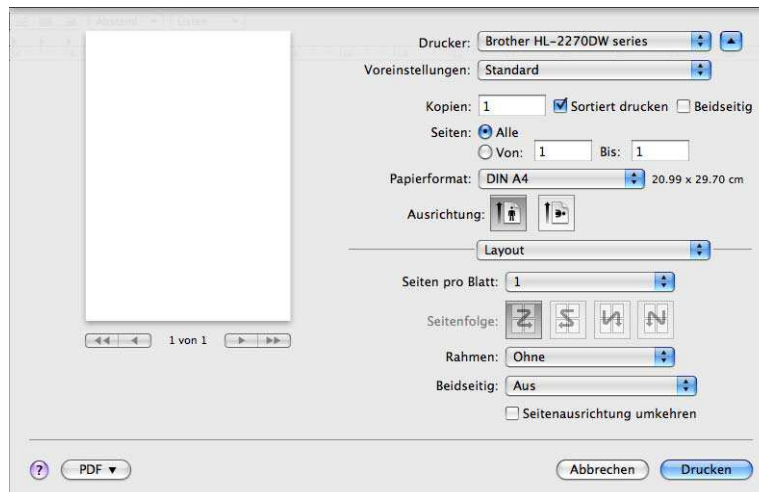 Abstand Listen
Drucker: Brother HL-2270DW series
Voreinstellungen: Standard
Kopien: 1 Sortiert drucken Beidseitig
Seiten: Alle
Von: 1 Bis: 1
Papierformat: DIN A4 20.99 x 29.70 cm
Ausrichtung:
Layout
Seiten pro Blatt: 1
Seitenfolge:
1 von 1
Rahmen: Ohne
Beidseitig: Aus
Seitenausrichtung umkehren
? PDF Abbrechen Drucken